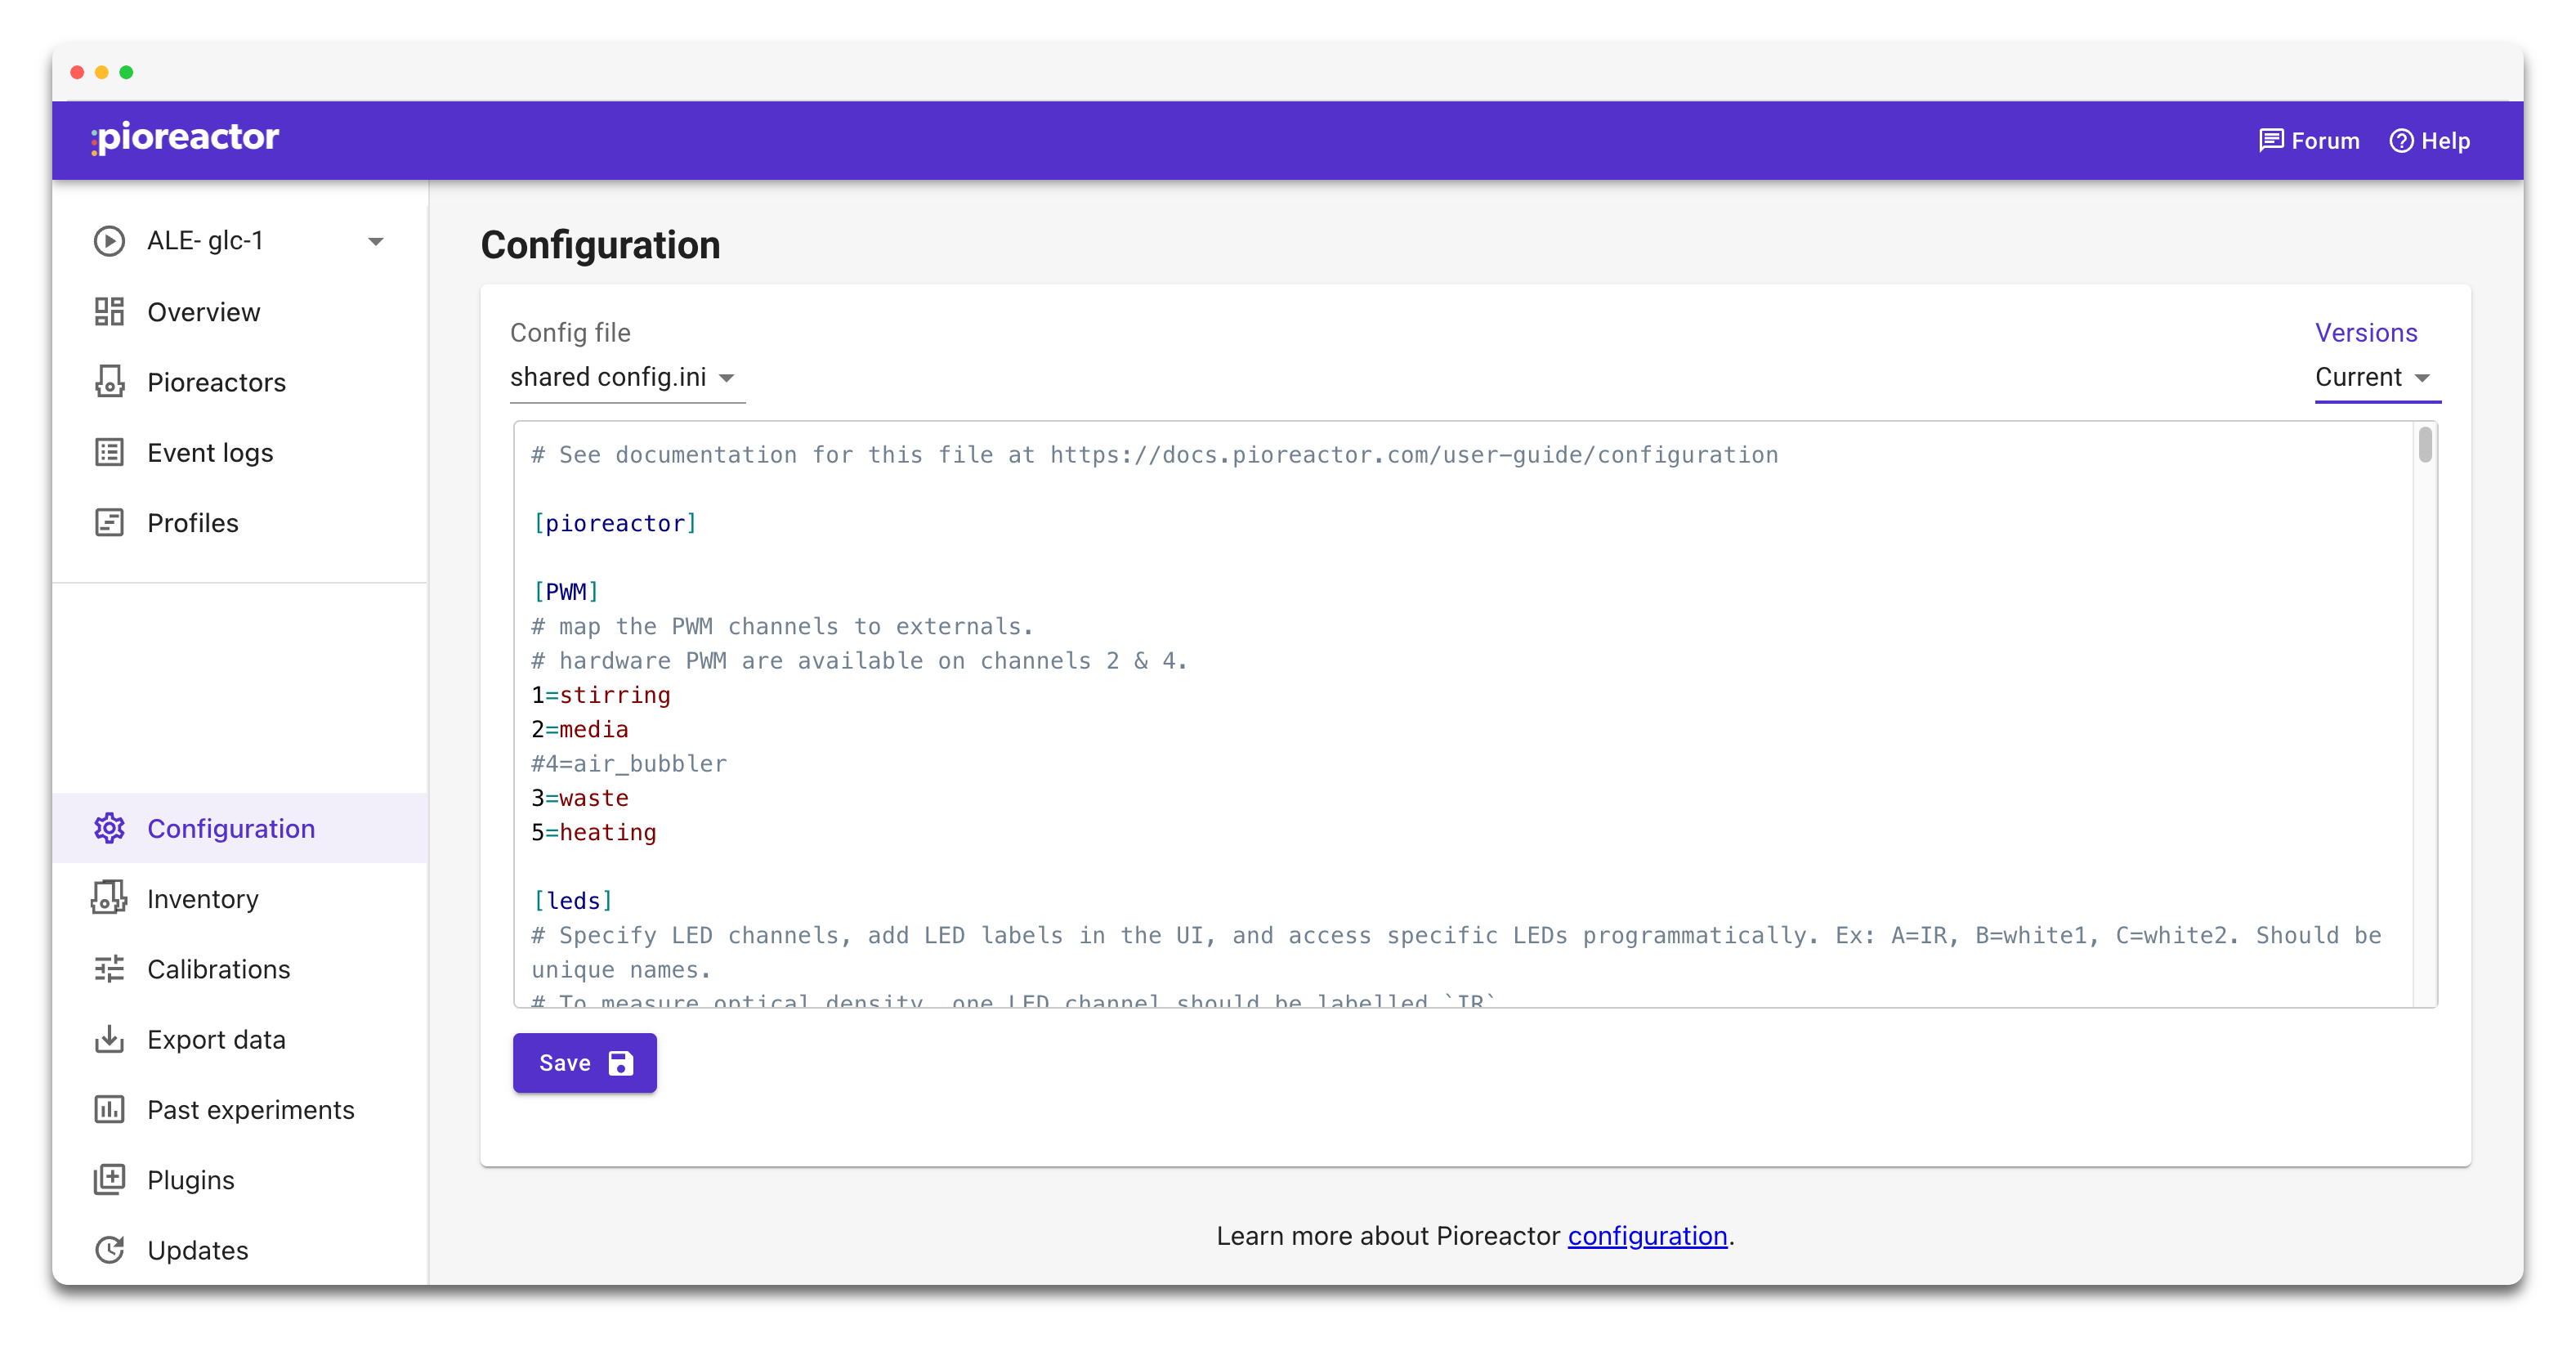 pioreactor
Forum
Help
ALE- glc-1
Overview
Pioreactors
Event logs
Profiles
Configuration
Inventory
Calibrations
Export data
Past experiments
Plugins
Updates
Configuration
Config file
shared config.ini
Versions
Current
# See documentation for this file at https://docs.pioreactor.com/user-guide/configuration
[pioreactor]
[PWM]
# map the PWM channels to externals.
# hardware PWM are available on channels 2 & 4.
1=stirring
2=media
#4=air_bubbler
3=waste
5=heating
[leds]
# Specify LED channels, add LED labels in the UI, and access specific LEDs programmatically. Ex: A=IR, B=white1, C=white2. Should be
unique names.
# To measure optical density, one LED channel should be labelled `IR`
Save
Learn more about Pioreactor configuration.